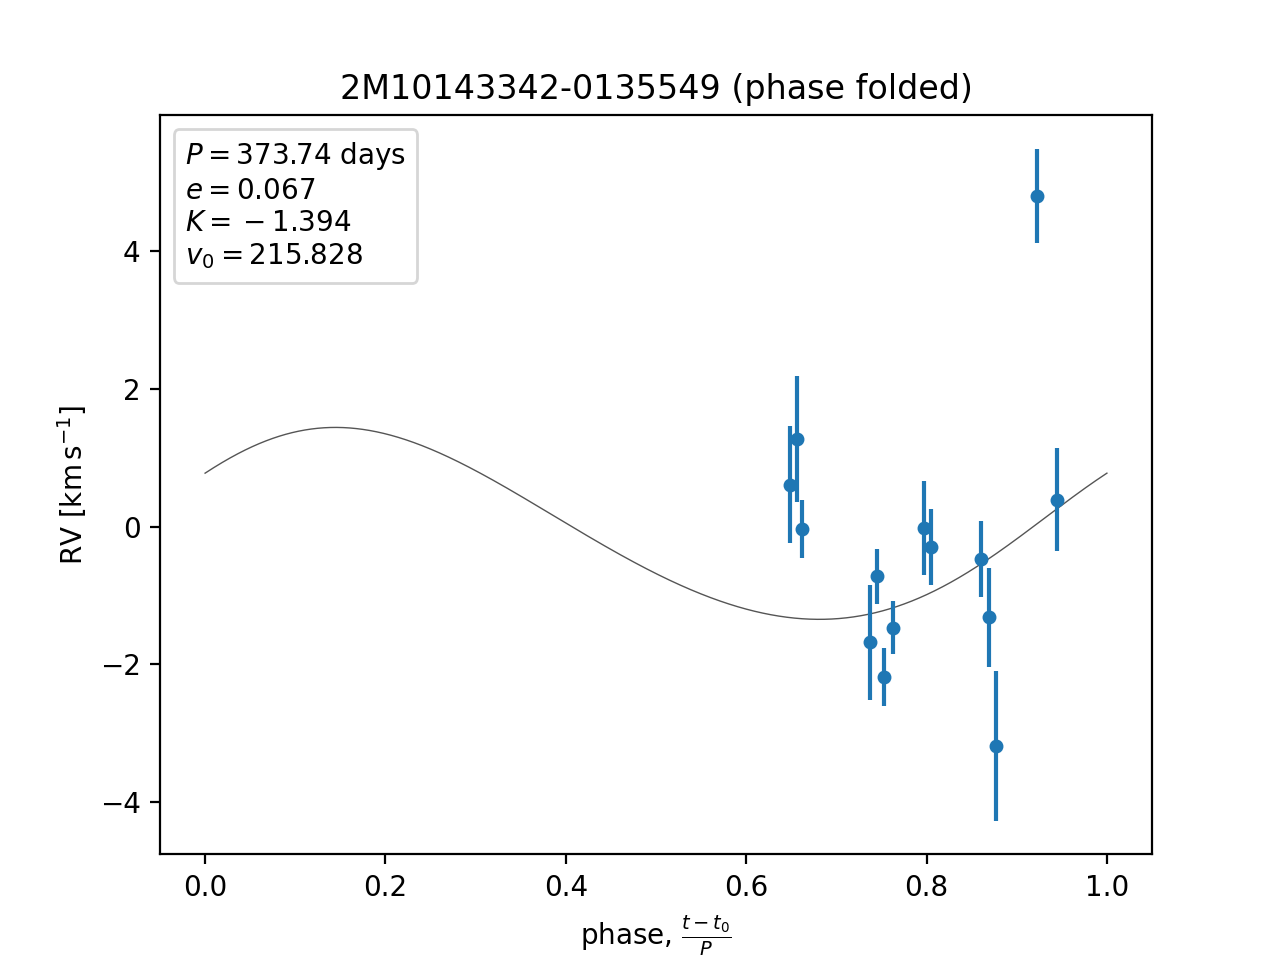 2M10143342-0135549 (phase folded)
P = 373.74 days
e = 0.067
K = −1.394
v₀ = 215.828
4
2
0
−2
−4
RV [km s⁻¹]
0.0 0.2 0.4 0.6 0.8 1.0
phase, (t − t₀)/P